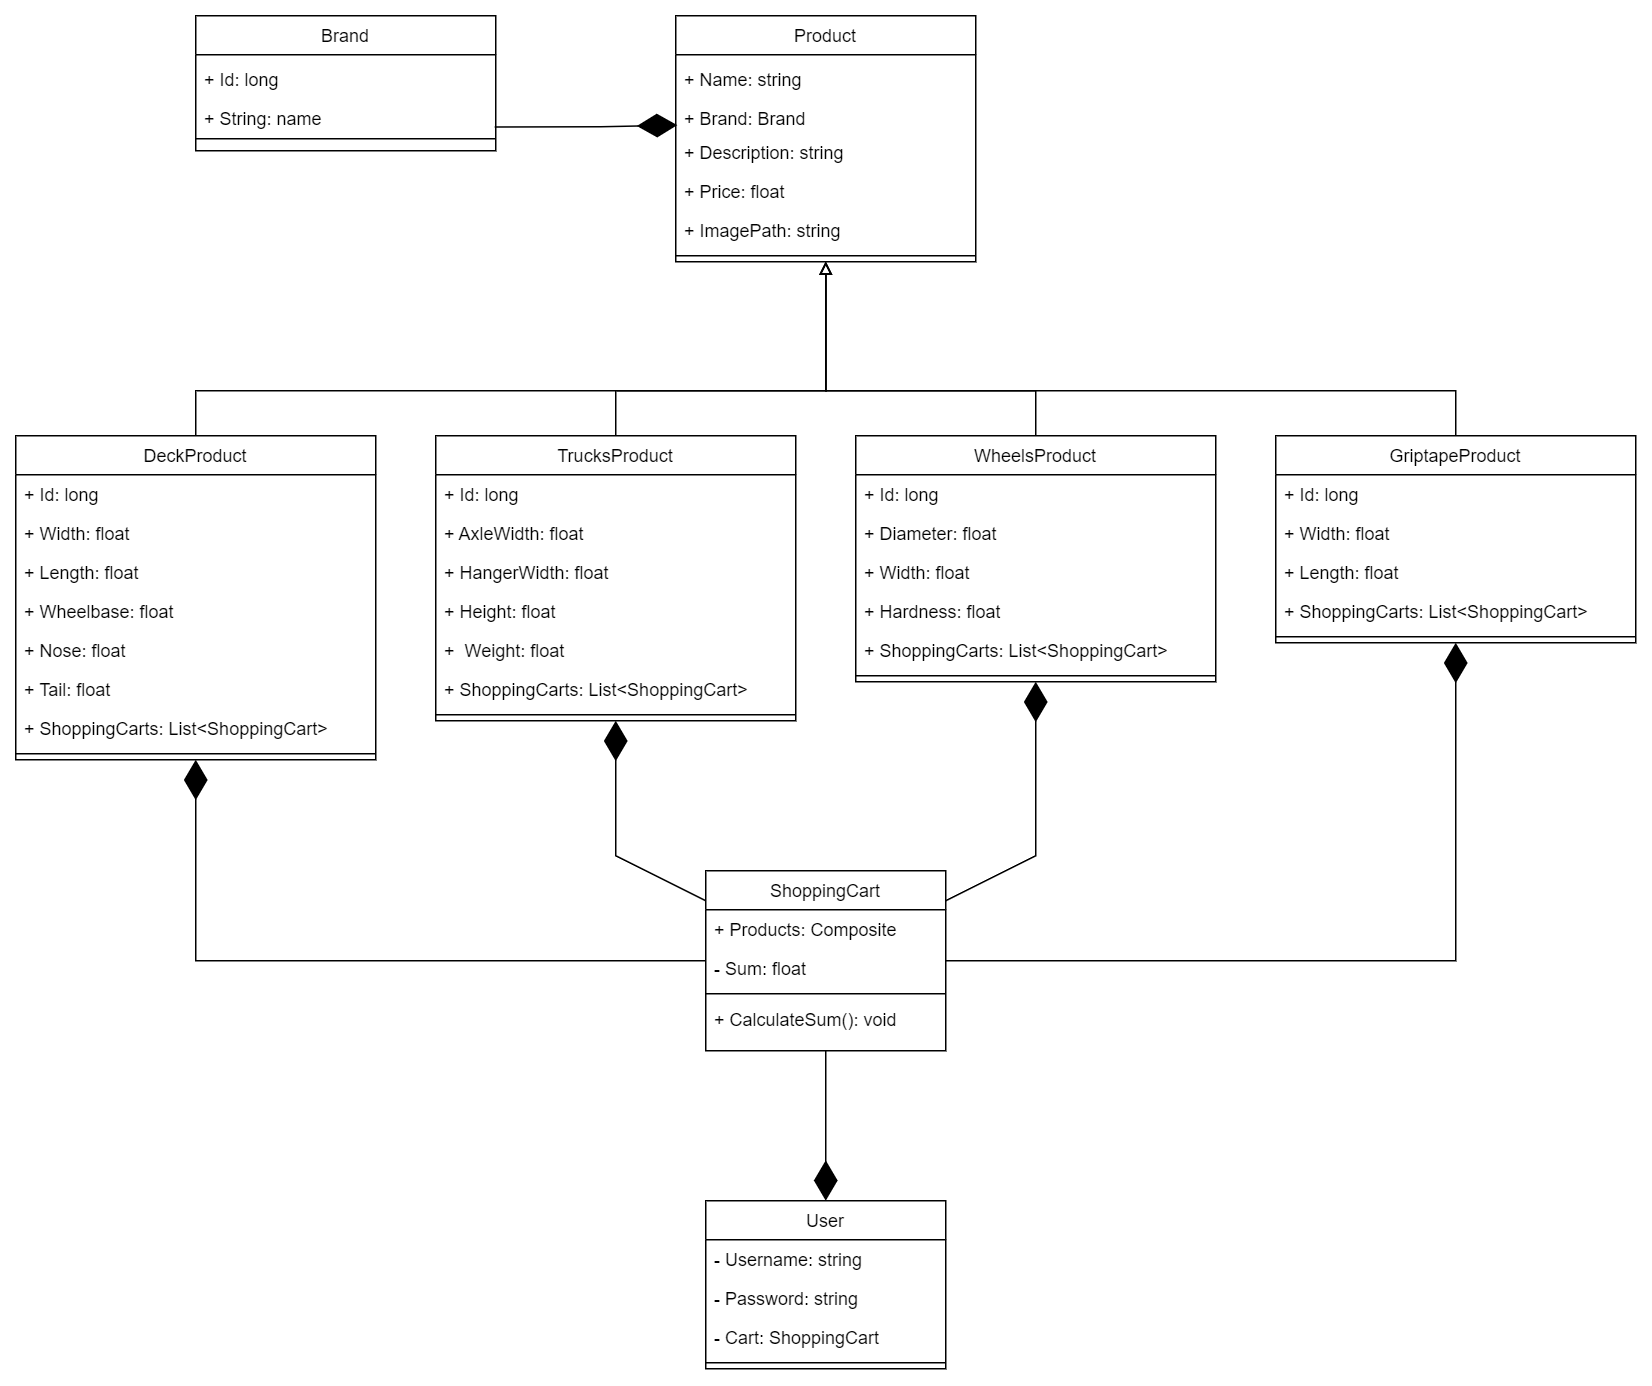 Brand
+ Id: long
+ String: name
Product
+ Name: string
+ Brand: Brand
+ Description: string
+ Price: float
+ ImagePath: string
DeckProduct
+ Id: long
+ Width: float
+ Length: float
+ Wheelbase: float
+ Nose: float
+ Tail: float
+ ShoppingCarts: List<ShoppingCart>
TrucksProduct
+ Id: long
+ AxleWidth: float
+ HangerWidth: float
+ Height: float
+ Weight: float
+ ShoppingCarts: List<ShoppingCart>
WheelsProduct
+ Id: long
+ Diameter: float
+ Width: float
+ Hardness: float
+ ShoppingCarts: List<ShoppingCart>
GriptapeProduct
+ Id: long
+ Width: float
+ Length: float
+ ShoppingCarts: List<ShoppingCart>
ShoppingCart
+ Products: Composite
- Sum: float
+ CalculateSum(): void
User
- Username: string
- Password: string
- Cart: ShoppingCart